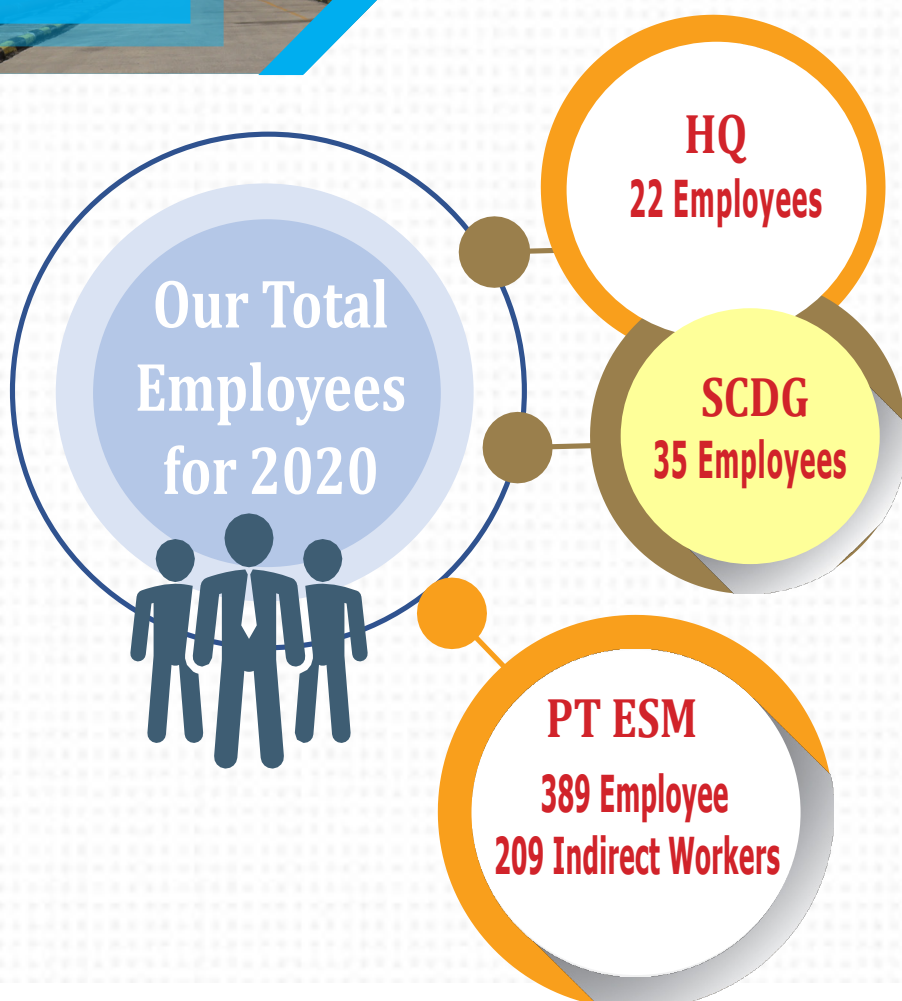 Our Total
Employees
for 2020
HQ
22 Employees
SCDG
35 Employees
PT ESM
389 Employee
209 Indirect Workers